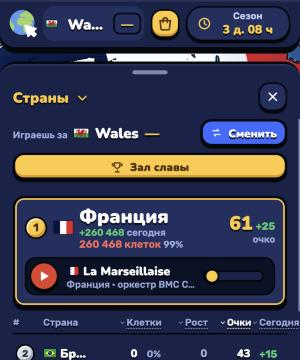 Wa... —
Сезон
3 д. 08 ч
Страны
Играешь за Wales — Сменить
Зал славы
1 Франция
+260 468 сегодня
260 468 клеток 99%
61 +25
очко
La Marseillaise
Франция · оркестр ВМС С...
# Страна Клетки Рост Очки Сегодня
2 Бр... 0 0% 0 43 +15